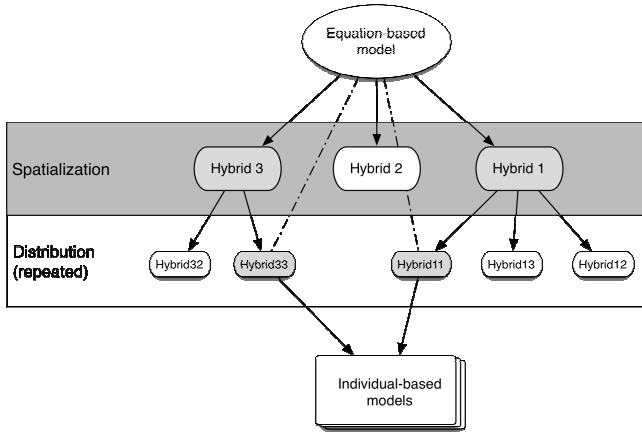 Equation-based
model
Spatialization
Hybrid 3
Hybrid 2
Hybrid 1
Distribution
(repeated)
Hybrid32
Hybrid33
Hybrid11
Hybrid13
Hybrid12
Individual-based
models